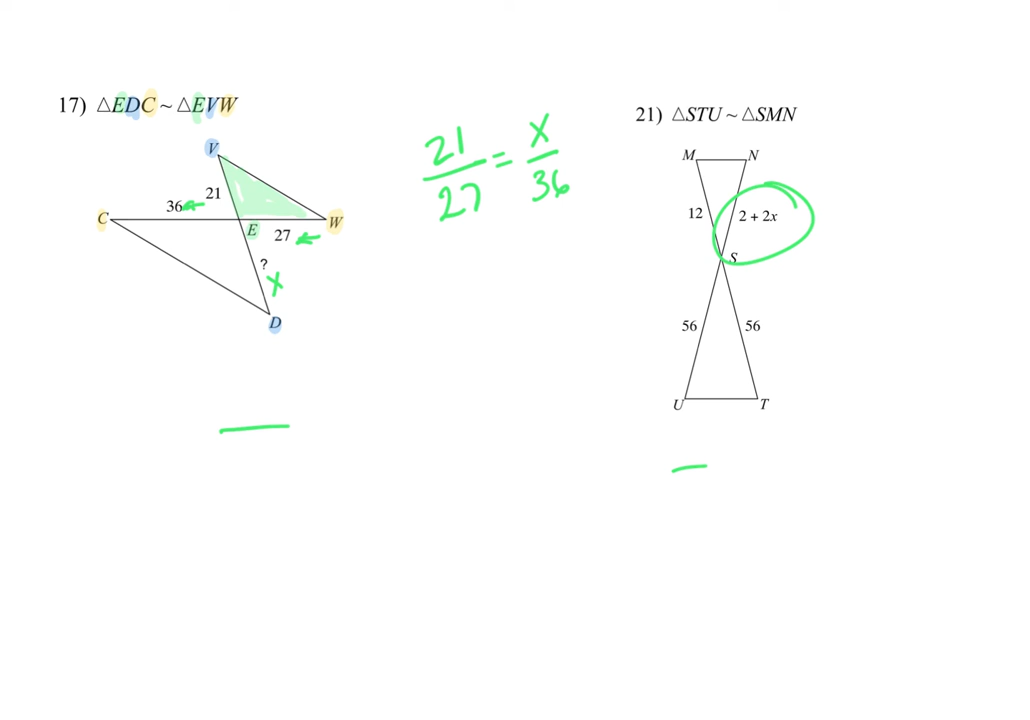 17) △EDC ~ △EVW
V
21
36
C
E
W
27
?
X
D
21/27 = X/36
21) △STU ~ △SMN
M N
12
2 + 2x
S
56 56
U T